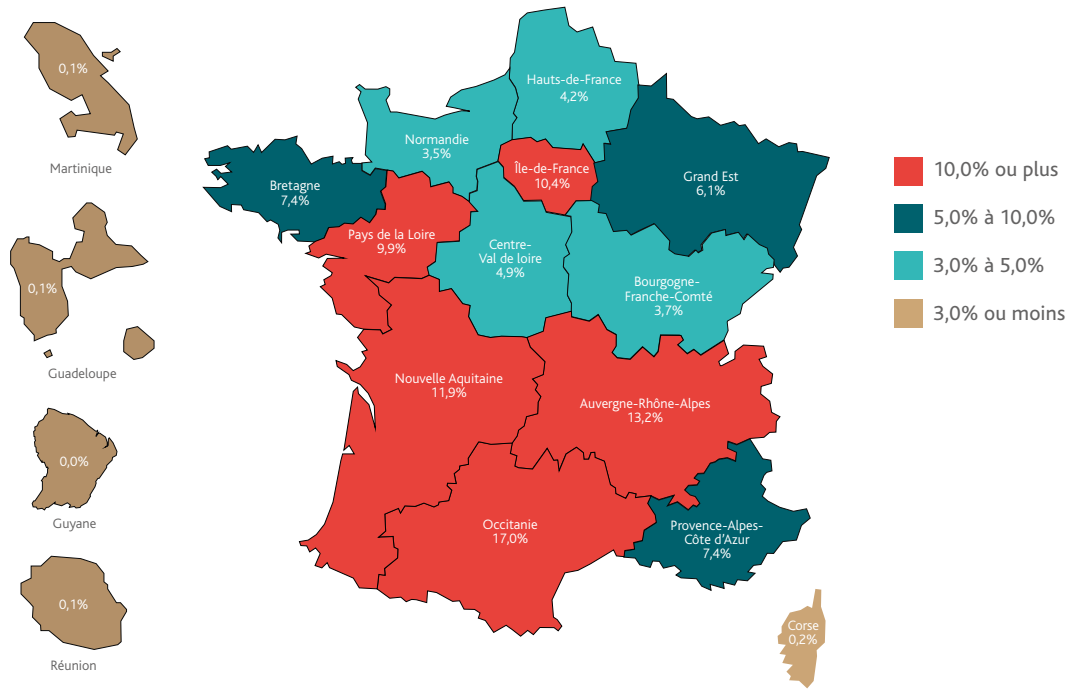 0,1%
Martinique
0,1%
Guadeloupe
0,0%
Guyane
0,1%
Réunion
Hauts-de-France
4,2%
Normandie
3,5%
Île-de-France
10,4%
Grand Est
6,1%
Bretagne
7,4%
Pays de la Loire
9,9%
Centre-
Val de loire
4,9%
Bourgogne-
Franche-Comté
3,7%
Nouvelle Aquitaine
11,9%
Auvergne-Rhône-Alpes
13,2%
Occitanie
17,0%
Provence-Alpes-
Côte d'Azur
7,4%
Corse
0,2%
10,0% ou plus
5,0% à 10,0%
3,0% à 5,0%
3,0% ou moins